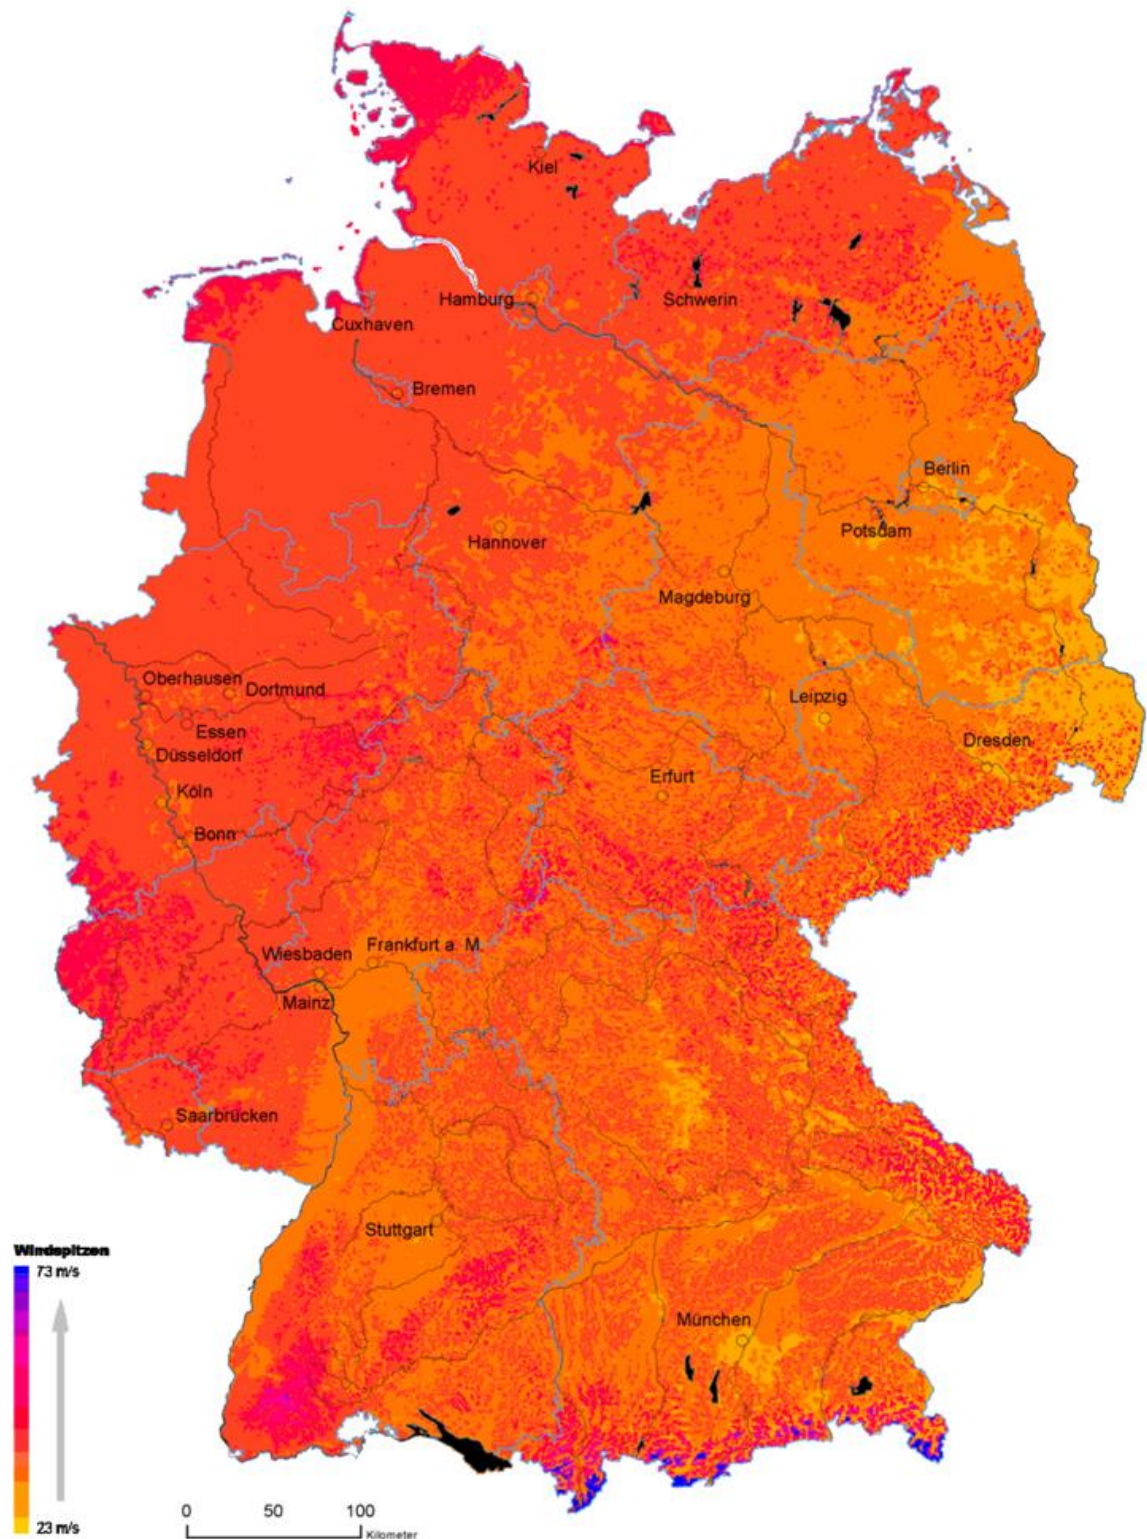 Kiel
Hamburg
Schwerin
Cuxhaven
Bremen
Berlin
Potsdam
Hannover
Magdeburg
Oberhausen
Dortmund
Leipzig
Essen
Dresden
Düsseldorf
Erfurt
Köln
Bonn
Wiesbaden
Frankfurt a. M.
Mainz
Saarbrücken
Stuttgart
Windspitzen
73 m/s
München
23 m/s
0 50 100
Kilometer